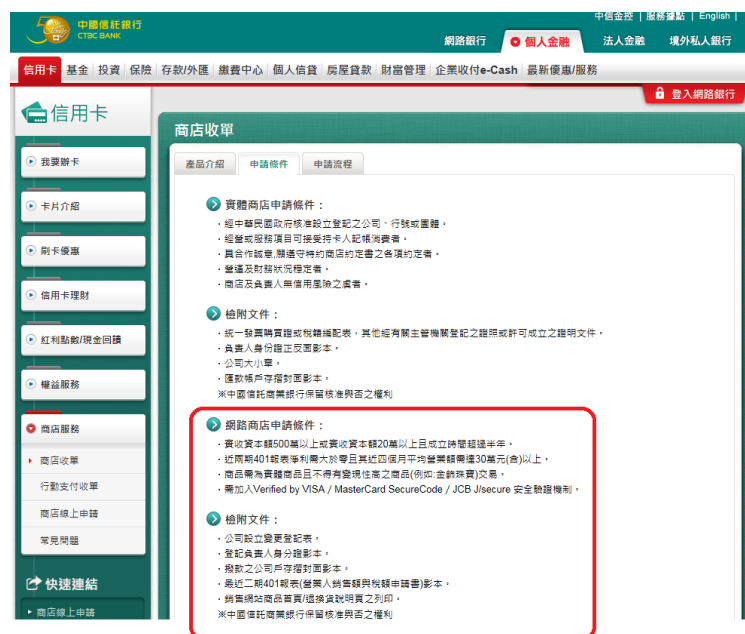 中國信託銀行
CTBC BANK
中信金控 | 服務據點 | English |
網路銀行 個人金融 法人金融 境外私人銀行
信用卡 基金 投資 保險 存款/外匯 繳費中心 個人信貸 房屋貸款 財富管理 企業收付e-Cash 最新優惠/服務
登入網路銀行
信用卡
我要辦卡
卡片介紹
刷卡優惠
信用卡理財
紅利點數/現金回饋
權益服務
商店服務
商店收單
行動支付收單
商店線上申請
常見問題
快速連結
商店線上申請
商店收單
產品介紹 申請條件 申請流程
實體商店申請條件：
・經中華民國政府核准設立登記之公司、行號或團體。
・經營或服務項目可接受持卡人記帳消費者。
・具合作誠意,願遵守特約商店約定書之各項約定者。
・營運及財務狀況穩定者。
・商店及負責人無信用風險之虞者。
檢附文件：
・統一發票購買證或稅籍編配表，其他經有關主管機關登記之證照或許可成立之證明文件。
・負責人身份證正反面影本。
・公司大小章。
・匯款帳戶存摺封面影本。
※中國信託商業銀行保留核准與否之權利
網路商店申請條件：
・實收資本額500萬以上或實收資本額20萬以上且成立時間超過半年。
・近兩期401報表淨利需大於零且其近四個月平均營業額需達30萬元(含)以上。
・商品需為實體商品且不得有變現性高之商品(例如:金飾珠寶)交易。
・需加入Verified by VISA / MasterCard SecureCode / JCB J/secure 安全驗證機制。
檢附文件：
・公司設立變更登記表。
・登記負責人身分證影本。
・撥款之公司戶存摺封面影本。
・最近二期401報表(營業人銷售額與稅額申請書)影本。
・銷售網站商品首頁/退換貨說明頁之列印。
※中國信託商業銀行保留核准與否之權利